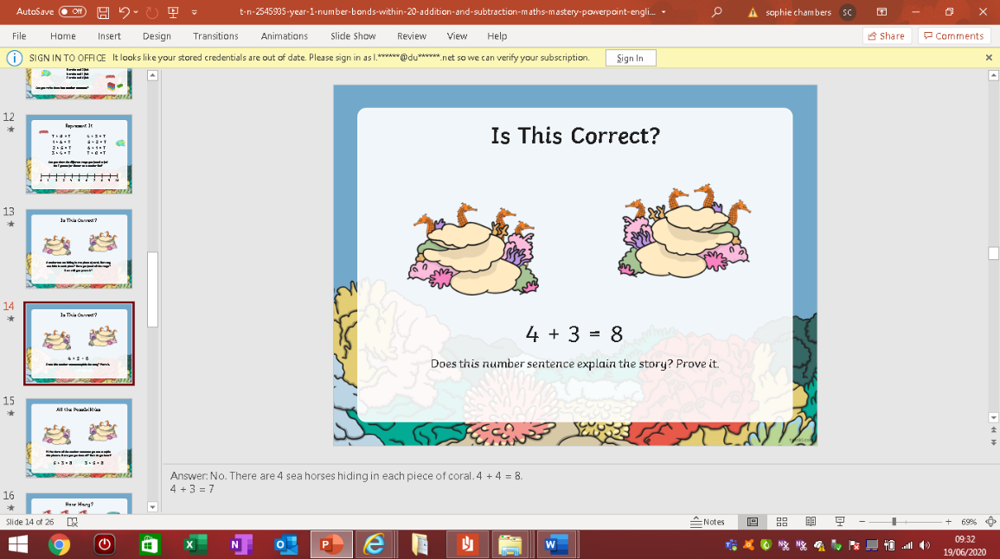 AutoSave Off
t-n-2545935-year-1-number-bonds-within-20-addition-and-subtraction-maths-mastery-powerpoint-engli...
sophie chambers SC
File Home Insert Design Transitions Animations Slide Show Review View Help
Share Comments
SIGN IN TO OFFICE It looks like your stored credentials are out of date. Please sign in as l.******@du******.net so we can verify your subscription. Sign In
12
Represent It
13
Is This Correct?
14
Is This Correct?
4 + 3 = 8
15
All the Possibilities
16
How Many?
Is This Correct?
4 + 3 = 8
Does this number sentence explain the story? Prove it.
Answer: No. There are 4 sea horses hiding in each piece of coral. 4 + 4 = 8.
4 + 3 = 7
Slide 14 of 26
Notes
69%
09:32
19/06/2020